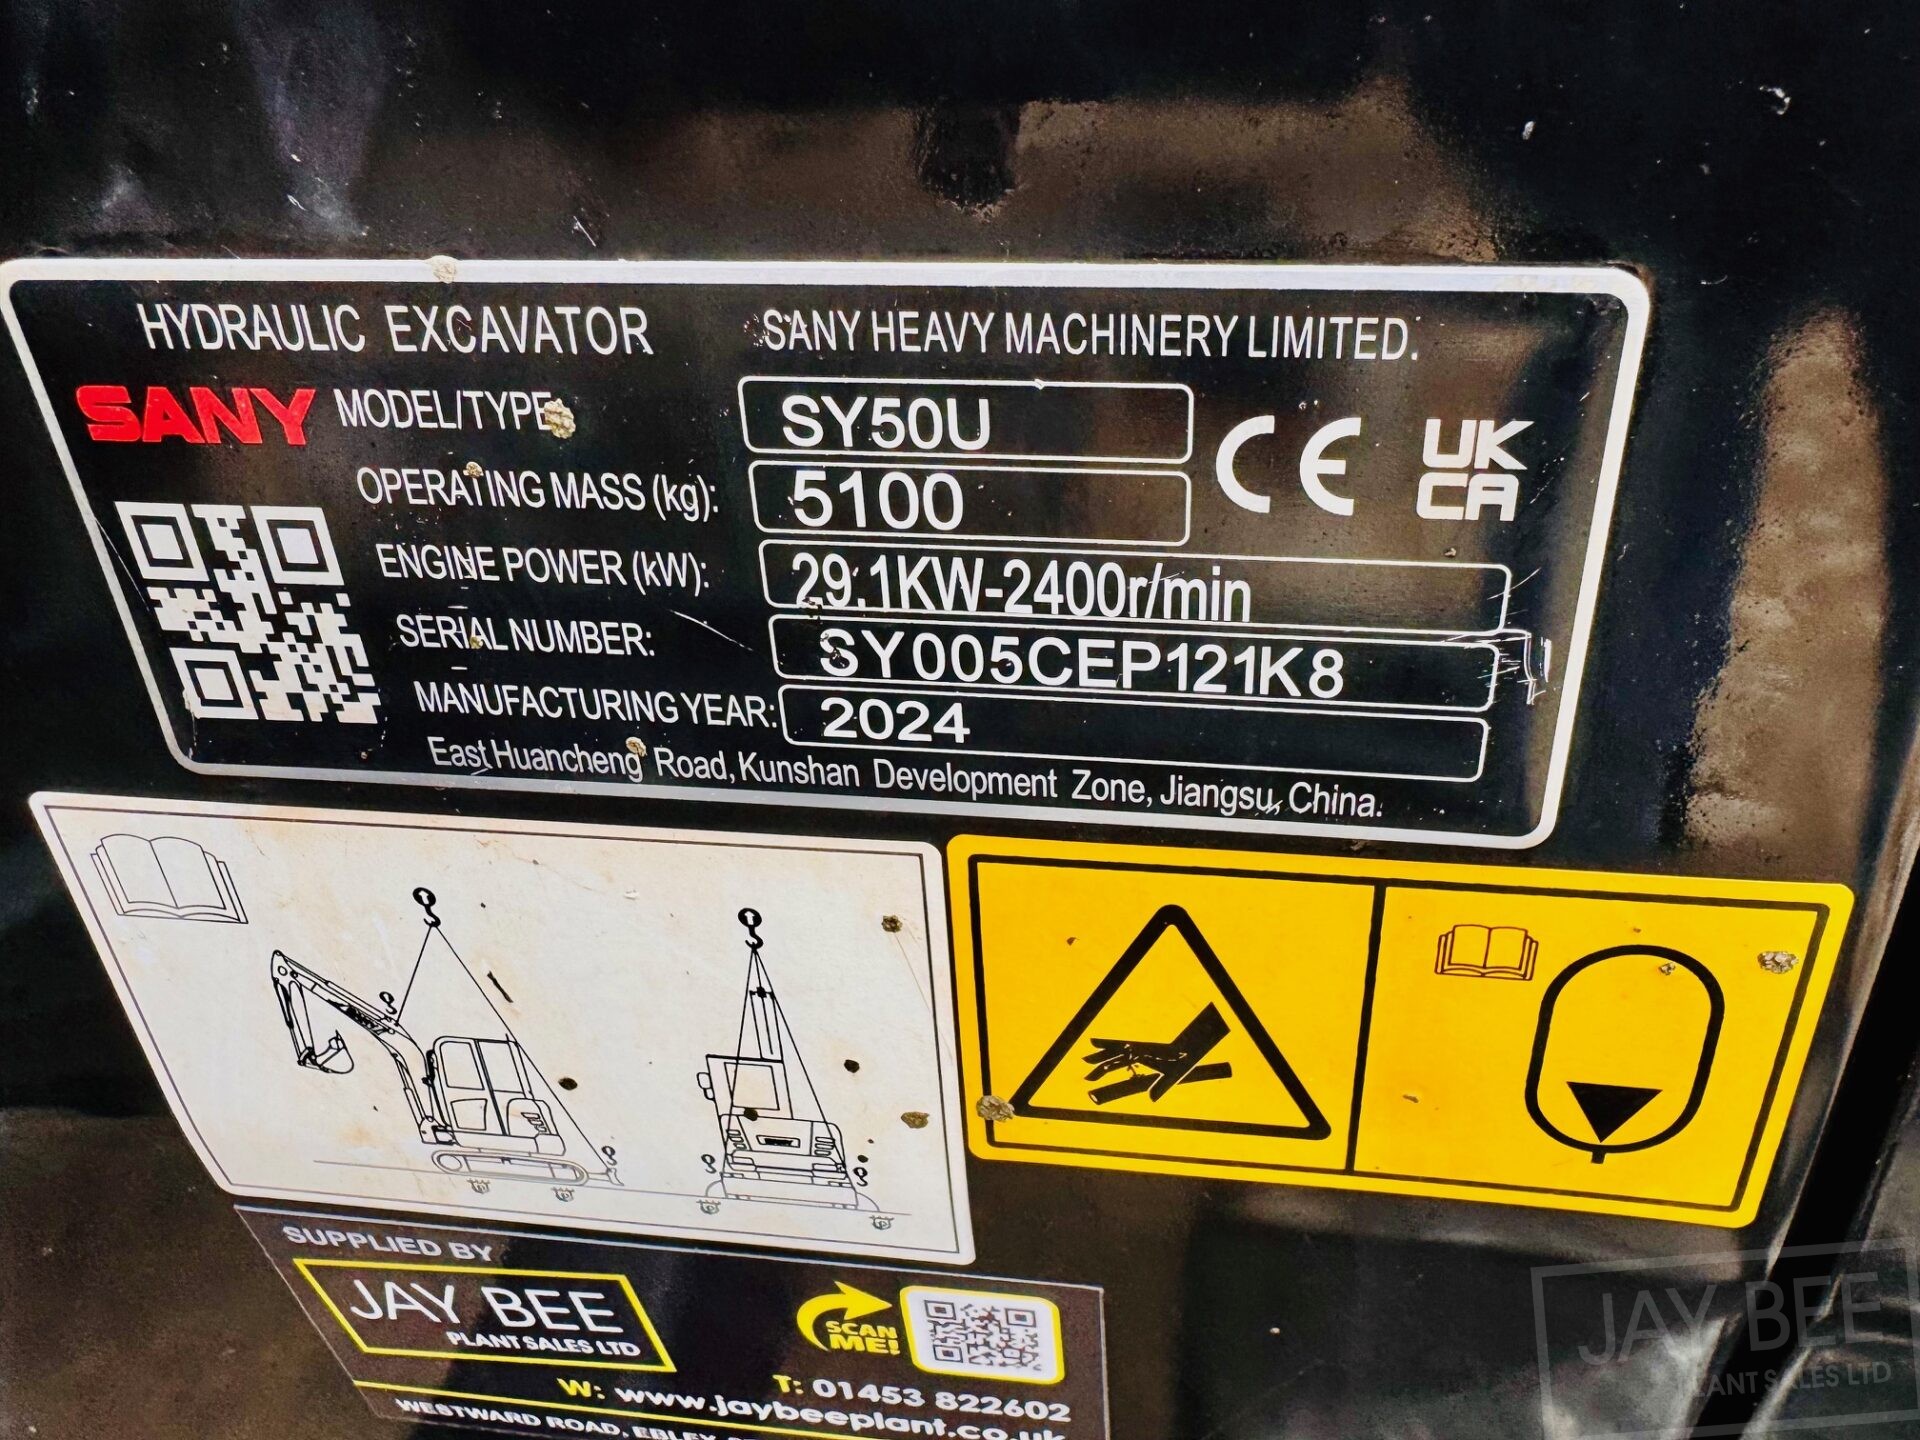 HYDRAULIC EXCAVATOR SANY HEAVY MACHINERY LIMITED.
SANY MODEL/TYPE SY50U
CE UK CA
OPERATING MASS (kg): 5100
ENGINE POWER (kW): 29.1KW-2400r/min
SERIAL NUMBER: SY005CEP121K8
MANUFACTURING YEAR: 2024
East Huancheng Road, Kunshan Development Zone, Jiangsu, China.
SUPPLIED BY
JAY BEE
PLANT SALES LTD
SCAN
ME!
T: 01453 822602
W: www.jaybeeplant.co.uk
WESTWARD ROAD, EBLEY,
JAY BEE
PLANT SALES LTD